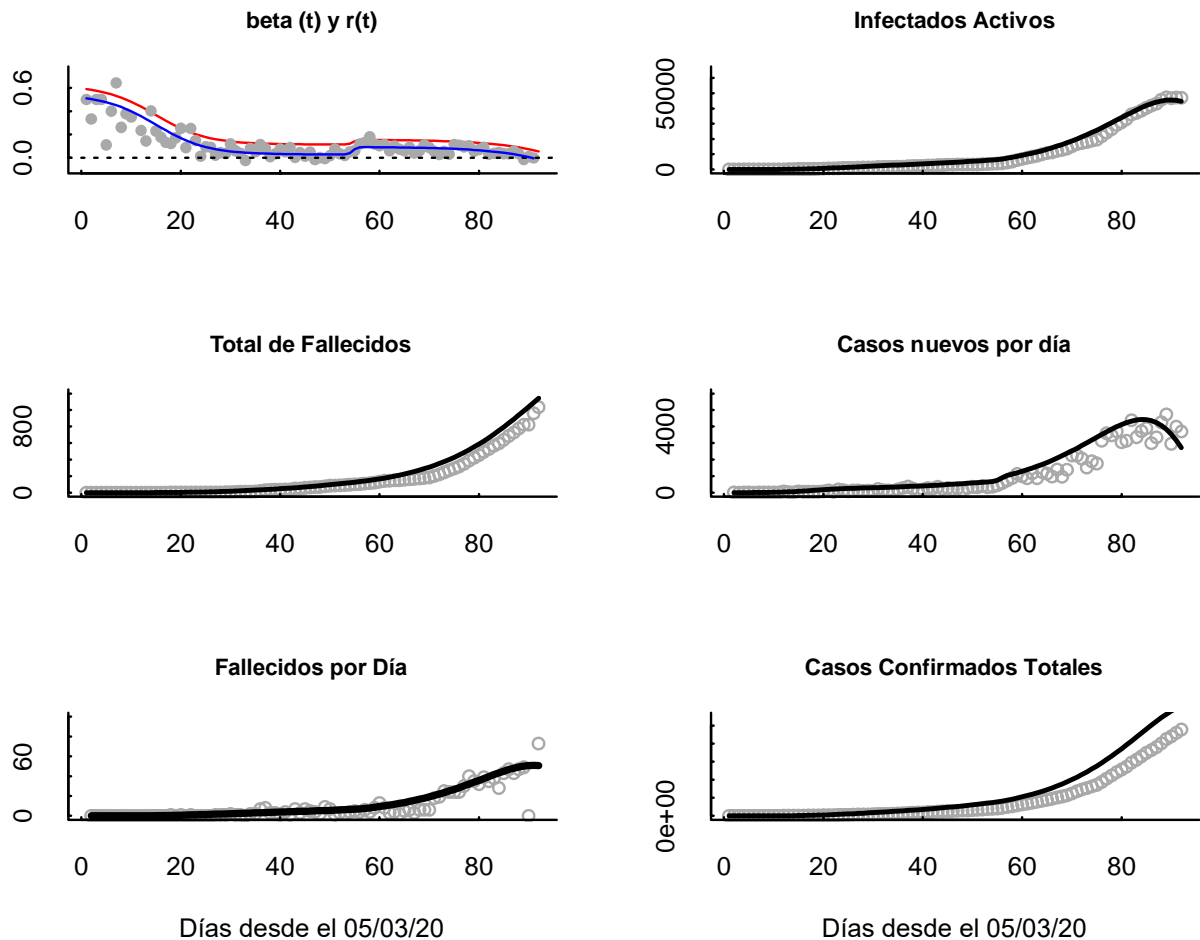 beta (t) y r(t)
0.6
0.0
0 20 40 60 80
Infectados Activos
50000
0
0 20 40 60 80
Total de Fallecidos
800
0
0 20 40 60 80
Casos nuevos por día
4000
0
0 20 40 60 80
Fallecidos por Día
60
0
0 20 40 60 80
Días desde el 05/03/20
Casos Confirmados Totales
0e+00
0 20 40 60 80
Días desde el 05/03/20